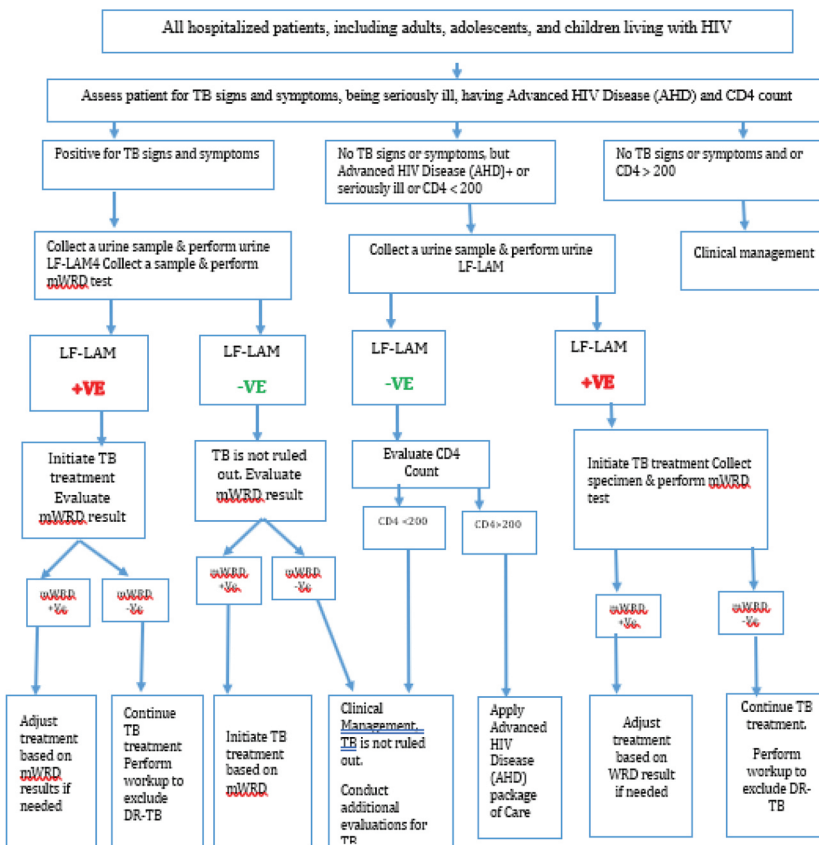 All hospitalized patients, including adults, adolescents, and children living with HIV
Assess patient for TB signs and symptoms, being seriously ill, having Advanced HIV Disease (AHD) and CD4 count
Positive for TB signs and symptoms
No TB signs or symptoms, but
Advanced HIV Disease (AHD)+ or
seriously ill or CD4 < 200
No TB signs or symptoms and or
CD4 > 200
Collect a urine sample & perform urine
LF-LAM4 Collect a sample & perform
mWRD test
Collect a urine sample & perform urine
LF-LAM
Clinical management
LF-LAM
+VE
LF-LAM
-VE
LF-LAM
-VE
LF-LAM
+VE
Initiate TB
treatment
Evaluate
mWRD result
TB is not ruled
out. Evaluate
mWRD result
Evaluate CD4
Count
Initiate TB treatment Collect
specimen & perform mWRD
test
CD4 <200
CD4>200
mWRD
+Ve
mWRD
-Ve
mWRD
+Ve
mWRD
-Ve
mWRD
+Ve
mWRD
-Ve
Adjust
treatment
based on
mWRD
results if
needed
Continue
TB
treatment
Perform
workup to
exclude
DR-TB
Initiate TB
treatment
based on
mWRD
Clinical
Management,
TB is not ruled
out.
Conduct
additional
evaluations for
TB
Apply
Advanced
HIV
Disease
(AHD)
package
of Care
Adjust
treatment
based on
WRD result
if needed
Continue TB
treatment.
Perform
workup to
exclude DR-
TB